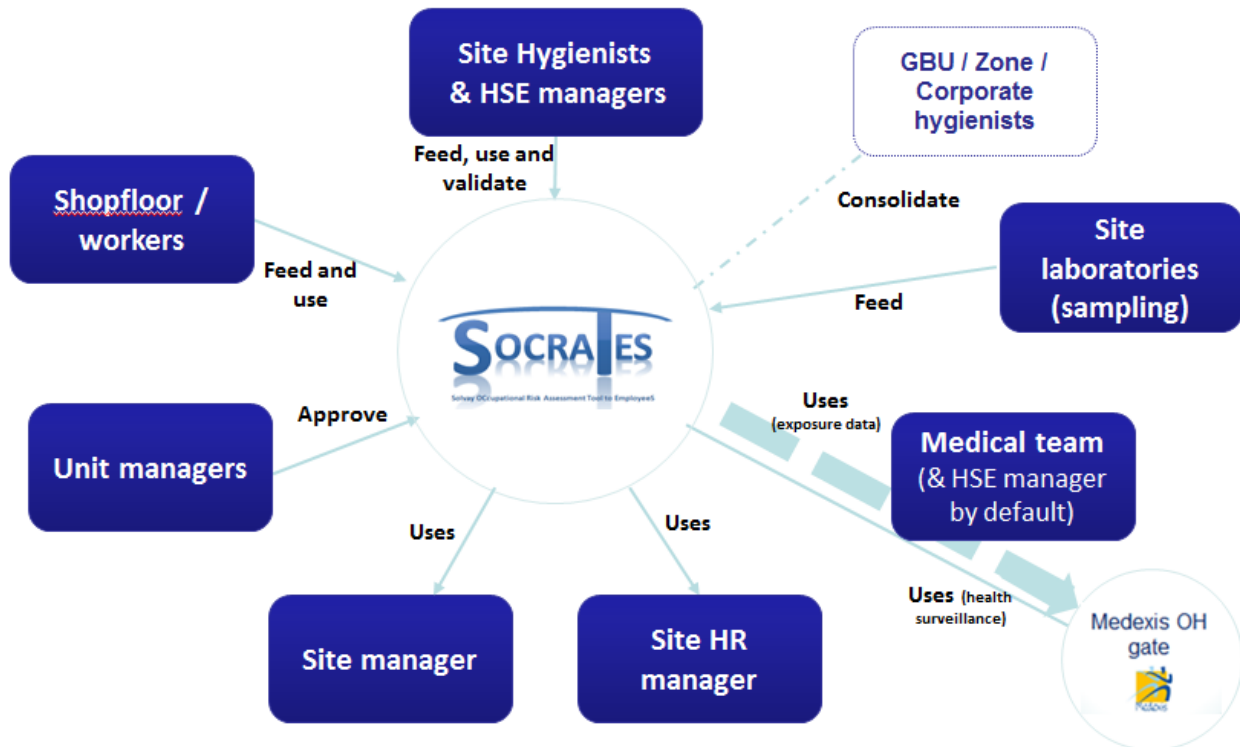 Site Hygienists
& HSE managers
GBU / Zone /
Corporate
hygienists
Feed, use and
validate
Consolidate
Shopfloor /
workers
Site
laboratories
(sampling)
Feed and
use
Feed
SOCRATES
Solvay OCcupational Risk Assessment Tool to EmployeeS
Approve
Unit managers
Uses
(exposure data)
Medical team
(& HSE manager
by default)
Uses
Uses
Uses (health
surveillance)
Site manager
Site HR
manager
Medexis OH
gate
Medexis